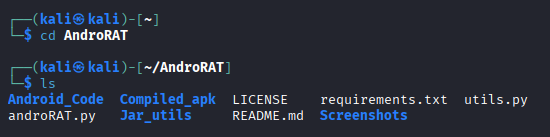 ┌──(kali㉿kali)-[~]
└─$ cd AndroRAT
┌──(kali㉿kali)-[~/AndroRAT]
└─$ ls
Android_Code  Compiled_apk  LICENSE    requirements.txt  utils.py
androRAT.py   Jar_utils     README.md  Screenshots